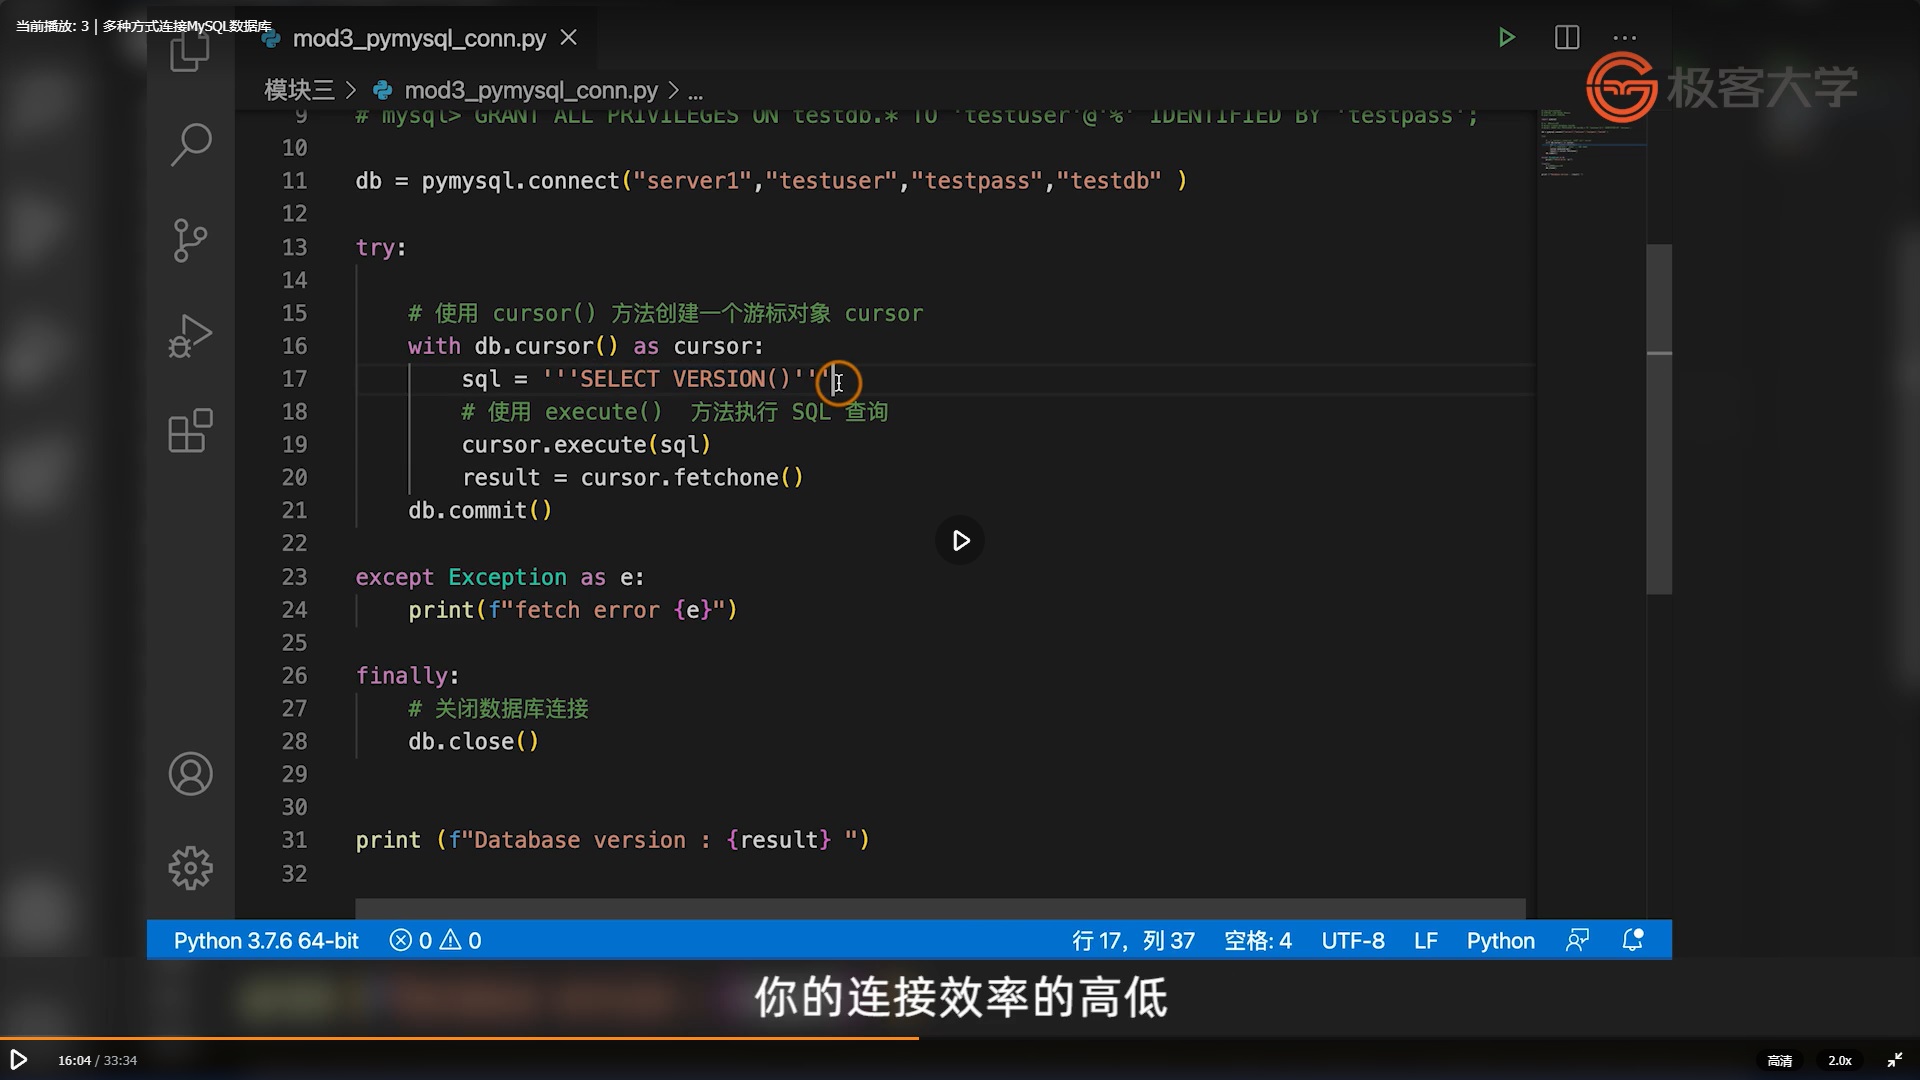 当前播放: 3 | 多种方式连接MySQL数据库
mod3_pymysql_conn.py
极客大学
模块三 > mod3_pymysql_conn.py > ...
9 # mysql> GRANT ALL PRIVILEGES ON testdb.* TO 'testuser'@'%' IDENTIFIED BY 'testpass';
10
11 db = pymysql.connect("server1","testuser","testpass","testdb" )
12
13 try:
14
15 # 使用 cursor() 方法创建一个游标对象 cursor
16 with db.cursor() as cursor:
17 sql = '''SELECT VERSION()'''
18 # 使用 execute()  方法执行 SQL 查询
19 cursor.execute(sql)
20 result = cursor.fetchone()
21 db.commit()
22
23 except Exception as e:
24 print(f"fetch error {e}")
25
26 finally:
27 # 关闭数据库连接
28 db.close()
29
30
31 print (f"Database version : {result} ")
32
Python 3.7.6 64-bit 0 0 行 17，列 37 空格: 4 UTF-8 LF Python
你的连接效率的高低
16:04 / 33:34 高清 2.0x